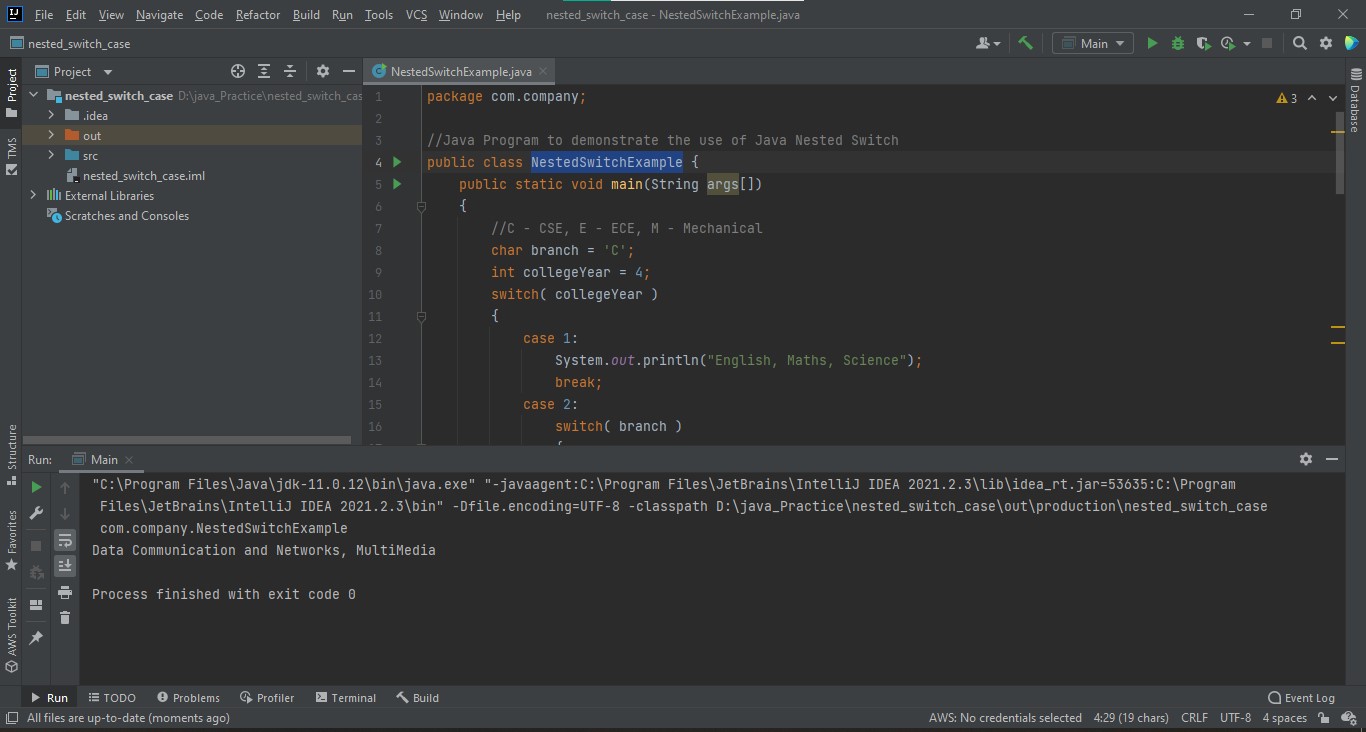 File Edit View Navigate Code Refactor Build Run Tools VCS Window Help nested_switch_case - NestedSwitchExample.java
nested_switch_case Main
Project NestedSwitchExample.java
nested_switch_case D:\java_Practice\nested_switch_cas
.idea
out
src
nested_switch_case.iml
External Libraries
Scratches and Consoles
Project
TMS
Structure
Favorites
AWS Toolkit
Database
3
1 package com.company;
2
3 //Java Program to demonstrate the use of Java Nested Switch
4 public class NestedSwitchExample {
5 public static void main(String args[])
6 {
7 //C - CSE, E - ECE, M - Mechanical
8 char branch = 'C';
9 int collegeYear = 4;
10 switch( collegeYear )
11 {
12 case 1:
13 System.out.println("English, Maths, Science");
14 break;
15 case 2:
16 switch( branch )
Run: Main
"C:\Program Files\Java\jdk-11.0.12\bin\java.exe" "-javaagent:C:\Program Files\JetBrains\IntelliJ IDEA 2021.2.3\lib\idea_rt.jar=53635:C:\Program
Files\JetBrains\IntelliJ IDEA 2021.2.3\bin" -Dfile.encoding=UTF-8 -classpath D:\java_Practice\nested_switch_case\out\production\nested_switch_case
com.company.NestedSwitchExample
Data Communication and Networks, MultiMedia
Process finished with exit code 0
Run TODO Problems Profiler Terminal Build Event Log
All files are up-to-date (moments ago) AWS: No credentials selected 4:29 (19 chars) CRLF UTF-8 4 spaces